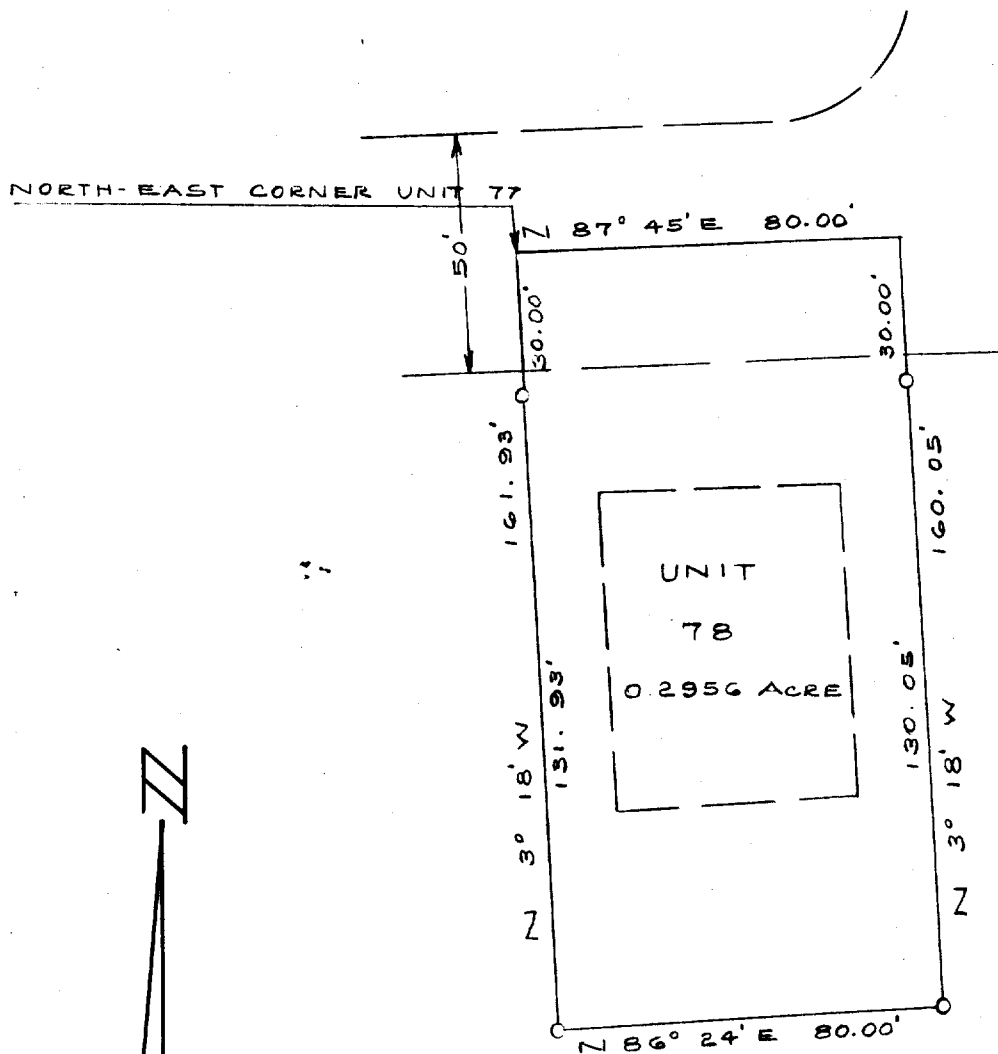 NORTH-EAST CORNER UNIT 77
50'
N 87° 45' E 80.00'
30.00'
30.00'
161.93'
160.05'
UNIT
78
0.2956 ACRE
131.93'
130.05'
N 3° 18' W
N 3° 18' W
N
N 86° 24' E 80.00'